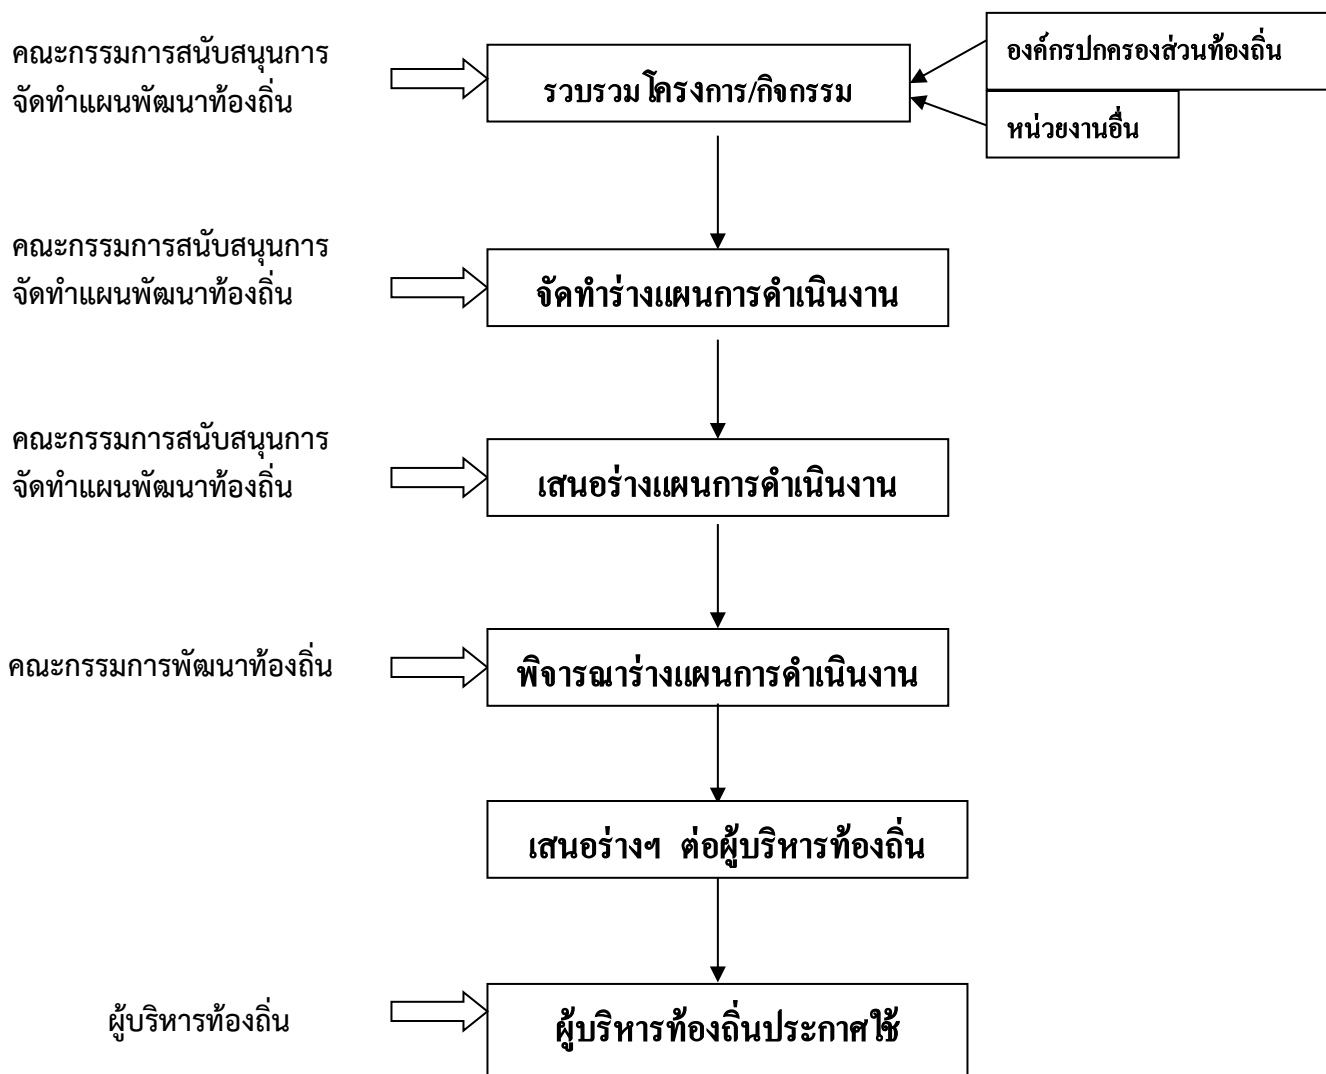 คณะกรรมการสนับสนุนการ
จัดทำแผนพัฒนาท้องถิ่น
รวบรวมโครงการ/กิจกรรม
องค์กรปกครองส่วนท้องถิ่น
หน่วยงานอื่น
คณะกรรมการสนับสนุนการ
จัดทำแผนพัฒนาท้องถิ่น
จัดทำร่างแผนการดำเนินงาน
คณะกรรมการสนับสนุนการ
จัดทำแผนพัฒนาท้องถิ่น
เสนอร่างแผนการดำเนินงาน
คณะกรรมการพัฒนาท้องถิ่น
พิจารณาร่างแผนการดำเนินงาน
เสนอร่างฯ ต่อผู้บริหารท้องถิ่น
ผู้บริหารท้องถิ่น
ผู้บริหารท้องถิ่นประกาศใช้